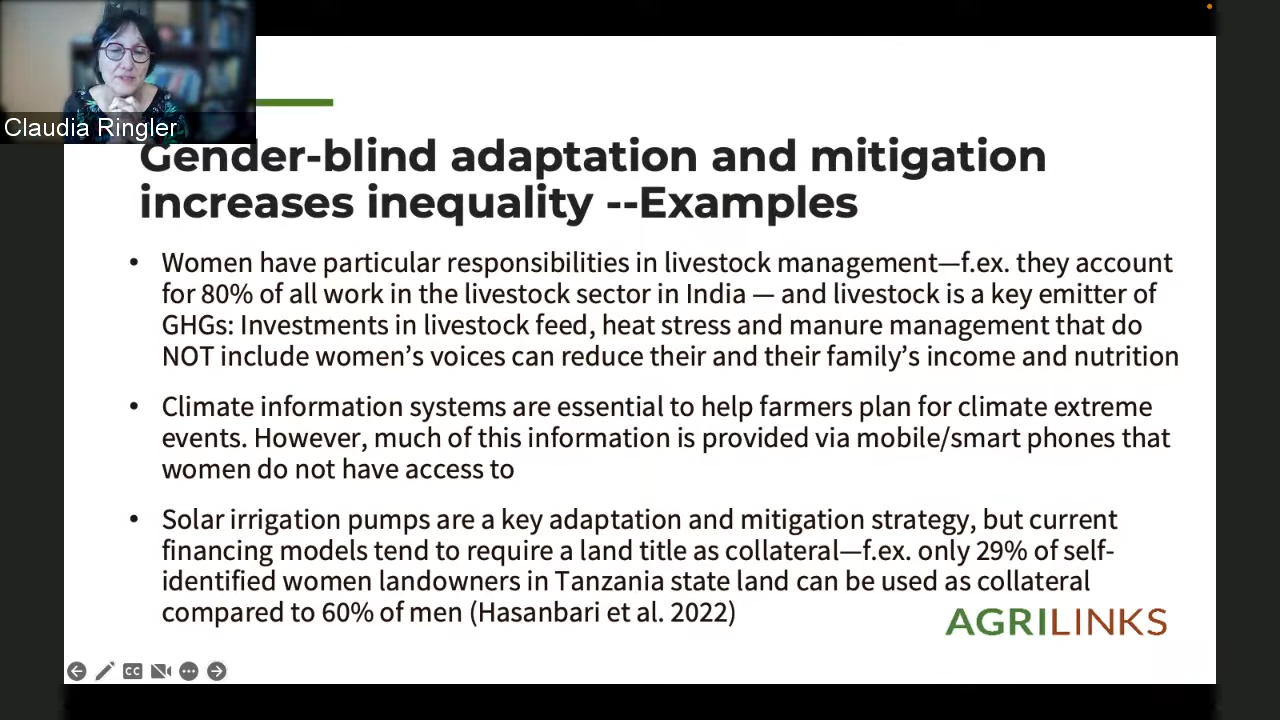 Claudia Ringler
Gender-blind adaptation and mitigation
increases inequality --Examples
• Women have particular responsibilities in livestock management—f.ex. they account
for 80% of all work in the livestock sector in India — and livestock is a key emitter of
GHGs: Investments in livestock feed, heat stress and manure management that do
NOT include women’s voices can reduce their and their family’s income and nutrition
• Climate information systems are essential to help farmers plan for climate extreme
events. However, much of this information is provided via mobile/smart phones that
women do not have access to
• Solar irrigation pumps are a key adaptation and mitigation strategy, but current
financing models tend to require a land title as collateral—f.ex. only 29% of self-
identified women landowners in Tanzania state land can be used as collateral
compared to 60% of men (Hasanbari et al. 2022)
AGRILINKS
CC